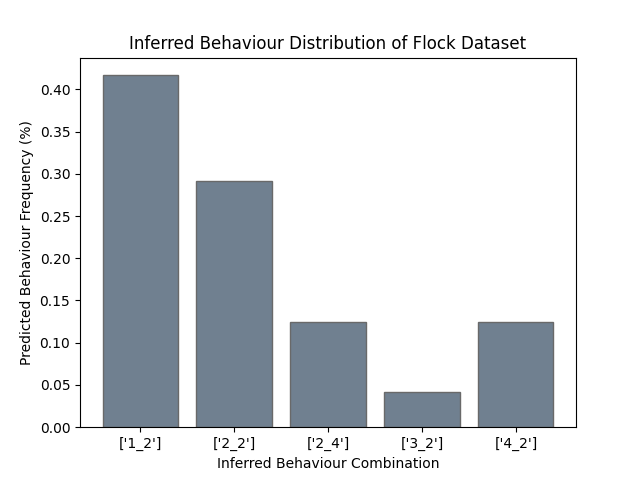 Inferred Behaviour Distribution of Flock Dataset
Predicted Behaviour Frequency (%)
0.40
0.35
0.30
0.25
0.20
0.15
0.10
0.05
0.00
['1_2'] ['2_2'] ['2_4'] ['3_2'] ['4_2']
Inferred Behaviour Combination